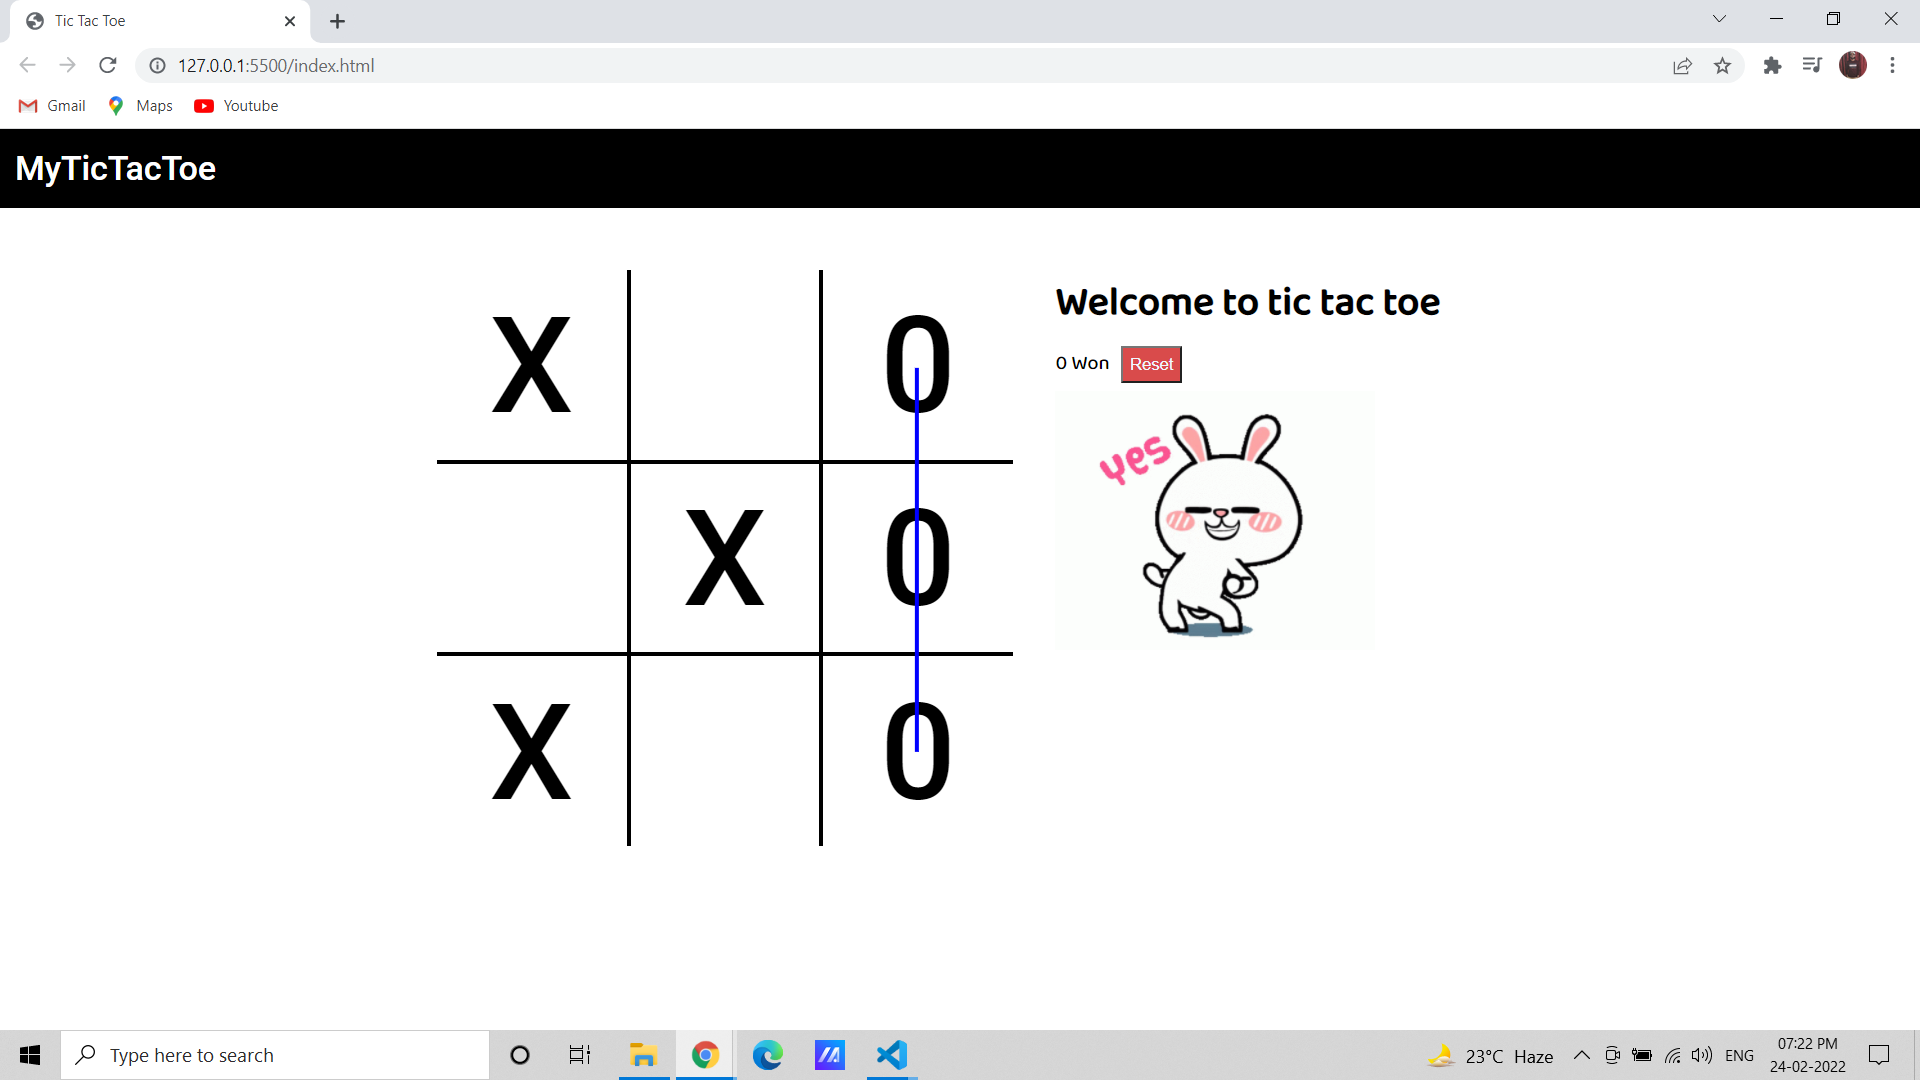 Tic Tac Toe
127.0.0.1:5500/index.html
Gmail Maps Youtube
MyTicTacToe
X 0
X 0
X 0
Welcome to tic tac toe
0 Won Reset
yes
Type here to search
23°C Haze
ENG
07:22 PM
24-02-2022